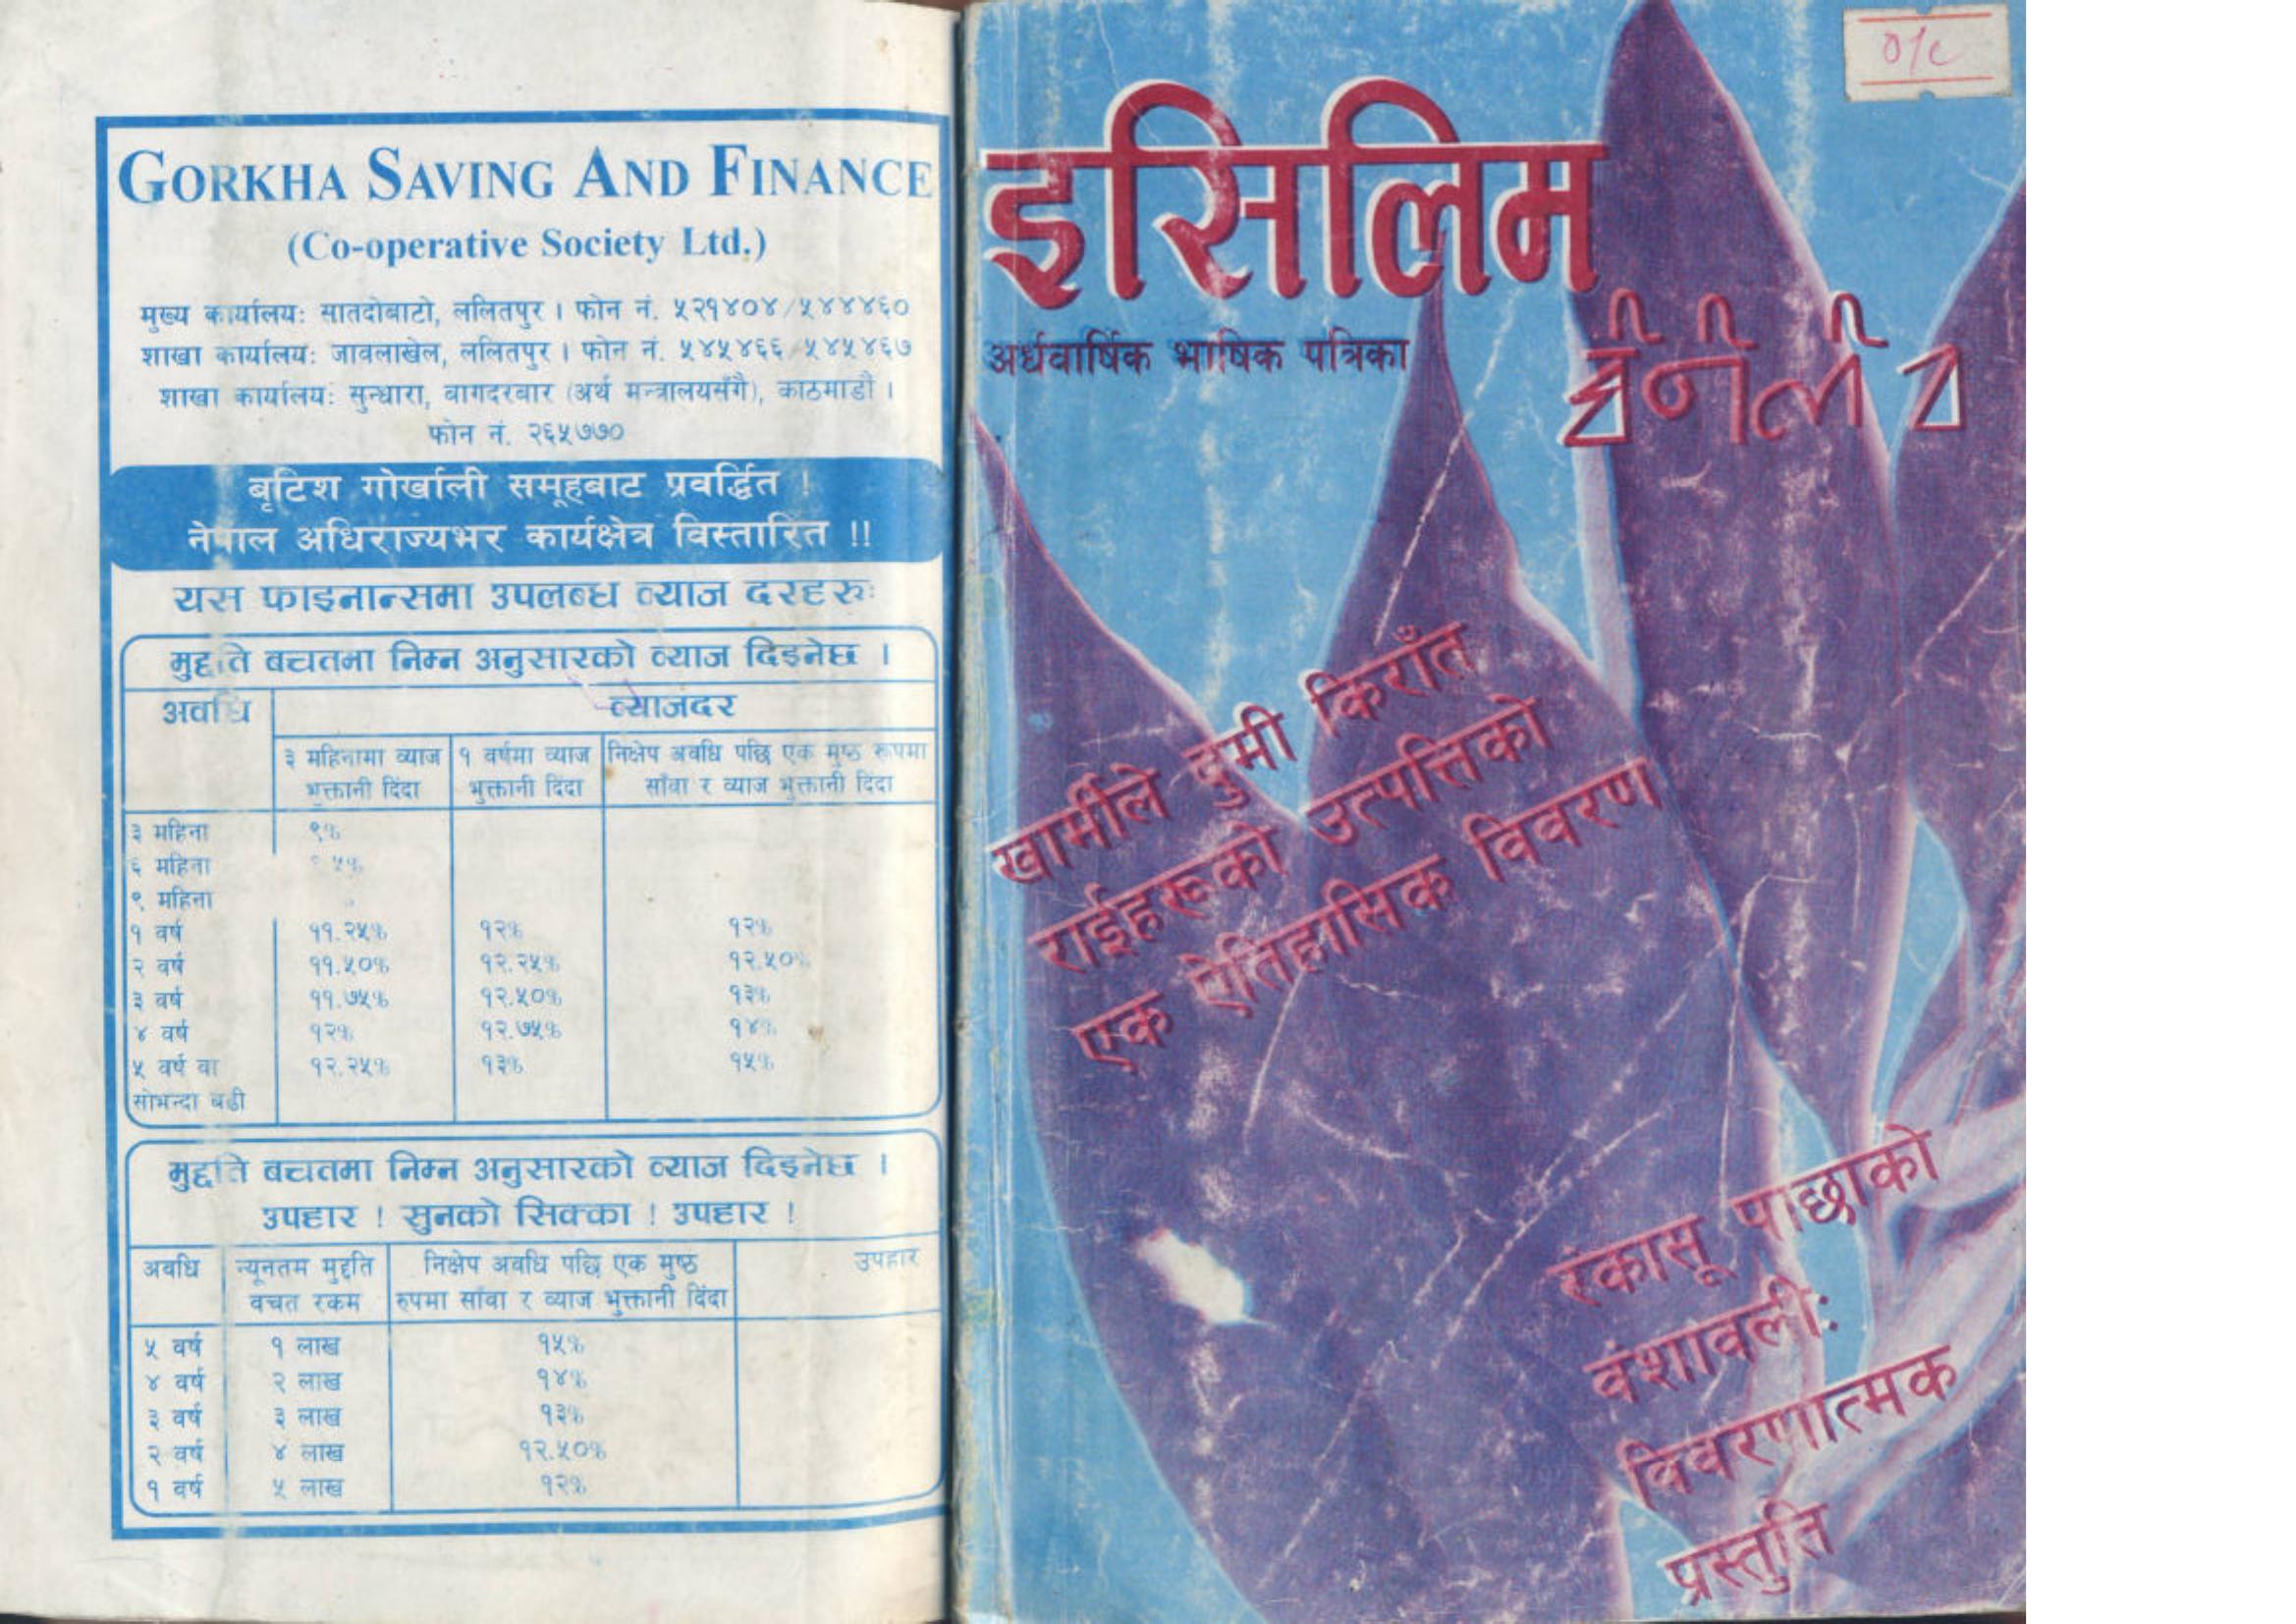 GORKHA SAVING AND FINANCE
(Co-operative Society Ltd.)
मुख्य कार्यालयः सातदोबाटो, ललितपुर । फोन नं. ५२१४०४/५४४४६०
शाखा कार्यालयः जावलाखेल, ललितपुर । फोन नं. ५४५४६६/५४५४६७
शाखा कार्यालयः सुन्धारा, बागदरबार (अर्थ मन्त्रालयसँगै), काठमाडौं ।
फोन नं. २६५७७०
बृटिश गोर्खाली समूहबाट प्रवर्द्धित !
नेपाल अधिराज्यभर कार्यक्षेत्र विस्तारित !!
यस फाइनान्समा उपलब्ध व्याज दरहरुः
मुद्दति बचतमा निम्न अनुसारको व्याज दिइनेछ ।
अवधि व्याजदर
३ महिनामा व्याज १ वर्षमा व्याज निक्षेप अवधि पछि एक मुष्ठ रूपमा
भुक्तानी दिंदा भुक्तानी दिंदा साँवा र व्याज भुक्तानी दिंदा
३ महिना ९%
६ महिना
९ महिना
१ वर्ष ११.२५% १२% १२%
२ वर्ष ११.५०% १२.२५% १२.५०%
३ वर्ष ११.७५% १२.५०% १३%
४ वर्ष १२% १२.७५% १४%
५ वर्ष वा १२.२५% १३% १५%
सोभन्दा बढी
मुद्दति बचतमा निम्न अनुसारको व्याज दिइनेछ ।
उपहार ! सुनको सिक्का ! उपहार !
अवधि न्यूनतम मुद्दति निक्षेप अवधि पछि एक मुष्ठ उपहार
वचत रकम रुपमा साँवा र व्याज भुक्तानी दिंदा
५ वर्ष १ लाख १५%
४ वर्ष २ लाख १४%
३ वर्ष ३ लाख १३%
२ वर्ष ४ लाख १२.५०%
१ वर्ष ५ लाख १२%
इसिलिम
अर्धवार्षिक भाषिक पत्रिका
खार्मीले दुमी किराँत
राईहरूको उत्पत्तिको
एक ऐतिहासिक विवरण
रकासू पाछाको
वंशावलीः
विवरणात्मक
प्रस्तुति